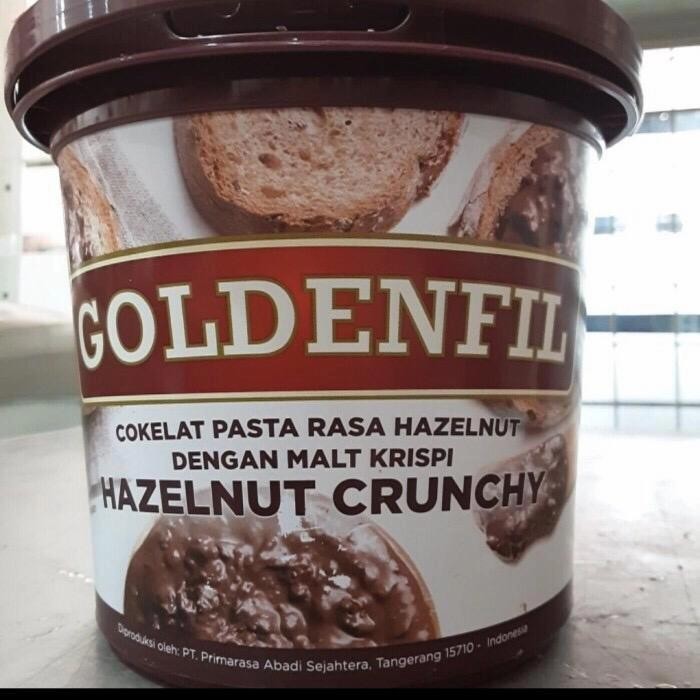 GOLDENFIL
COKELAT PASTA RASA HAZELNUT
DENGAN MALT KRISPI
HAZELNUT CRUNCHY
Diproduksi oleh: PT. Primarasa Abadi Sejahtera, Tangerang 15710 - Indonesia